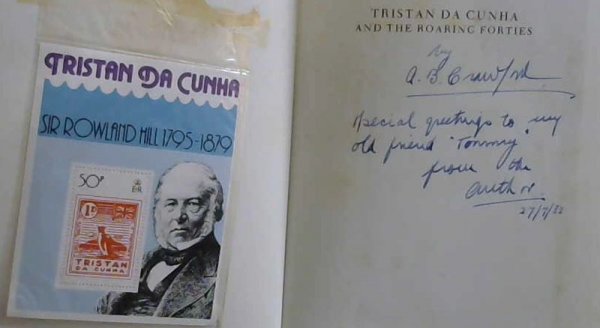 TRISTAN DA CUNHA
SIR ROWLAND HILL 1795-1879
50P
E R
1d
TRISTAN
DA CUNHA
TRISTAN DA CUNHA
AND THE ROARING FORTIES
by
A. B. Crawford.
Special greetings to my
old friend "Tommy"
from the
author.
27/7/82